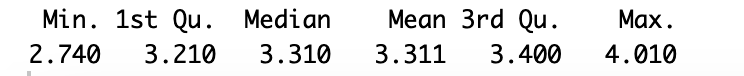 Min. 1st Qu. Median Mean 3rd Qu. Max.
2.740 3.210 3.310 3.311 3.400 4.010